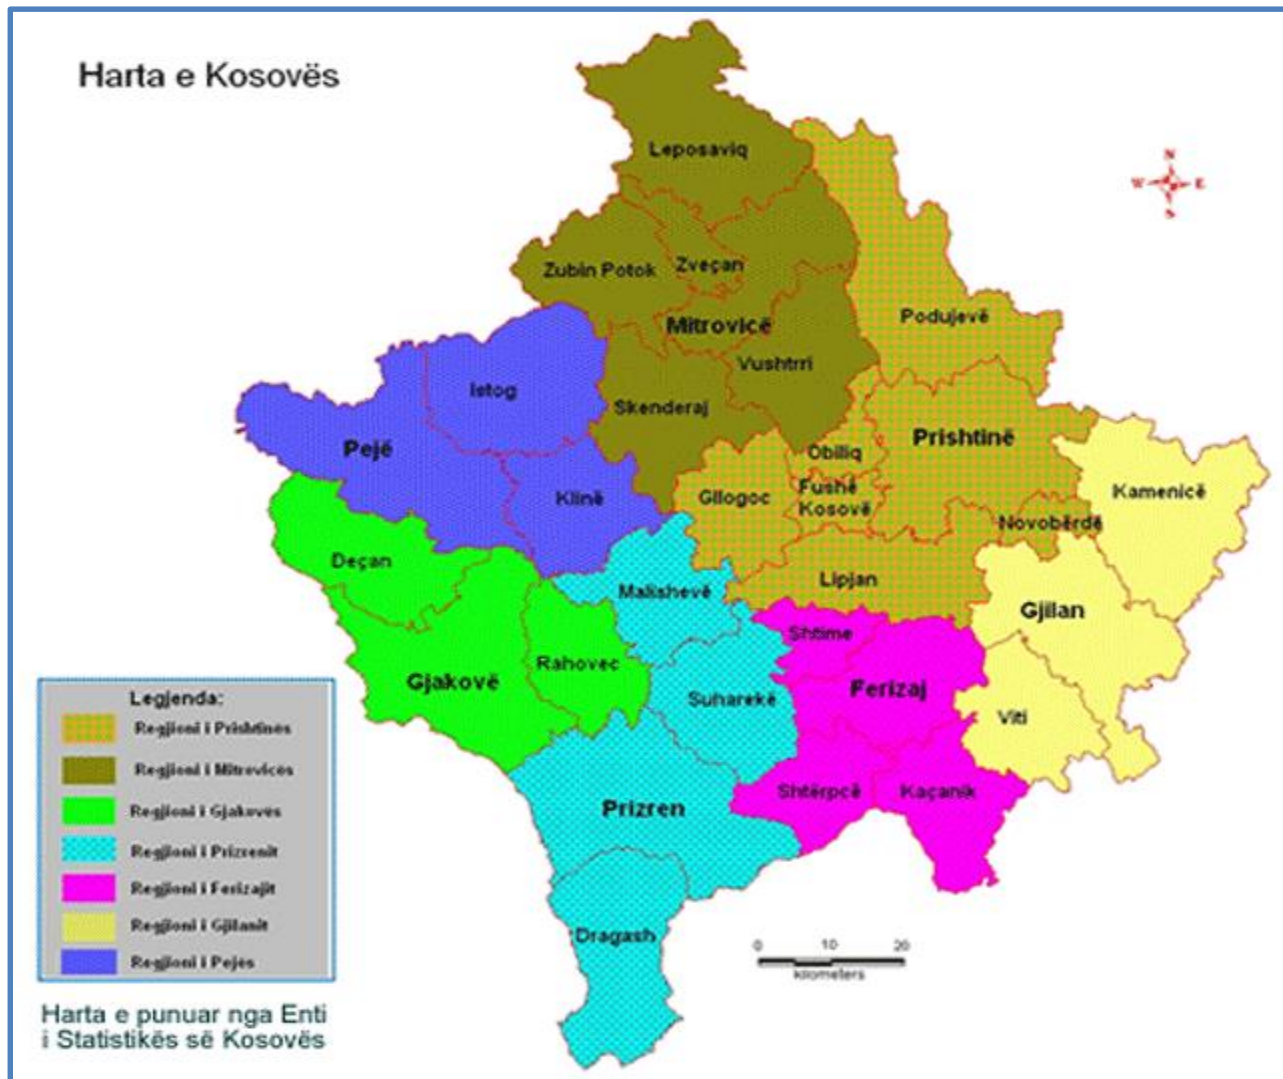 Harta e Kosovës
N
W E
S
Leposaviq
Zubin Potok
Zveçan
Mitrovicë
Podujevë
Vushtrri
Istog
Skenderaj
Pejë
Prishtinë
Obiliq
Klinë
Gllogoc
Fushë
Kosovë
Kamenicë
Novobërdë
Deçan
Malishevë
Lipjan
Gjilan
Shtime
Rahovec
Gjakovë
Ferizaj
Suharekë
Viti
Prizren
Shtërpcë
Kaçanik
Dragash
Legjenda:
Regjioni i Prishtinës
Regjioni i Mitrovicës
Regjioni i Gjakovës
Regjioni i Prizrenit
Regjioni i Ferizajit
Regjioni i Gjilanit
Regjioni i Pejës
0 10 20
kilometers
Harta e punuar nga Enti
i Statistikës së Kosovës